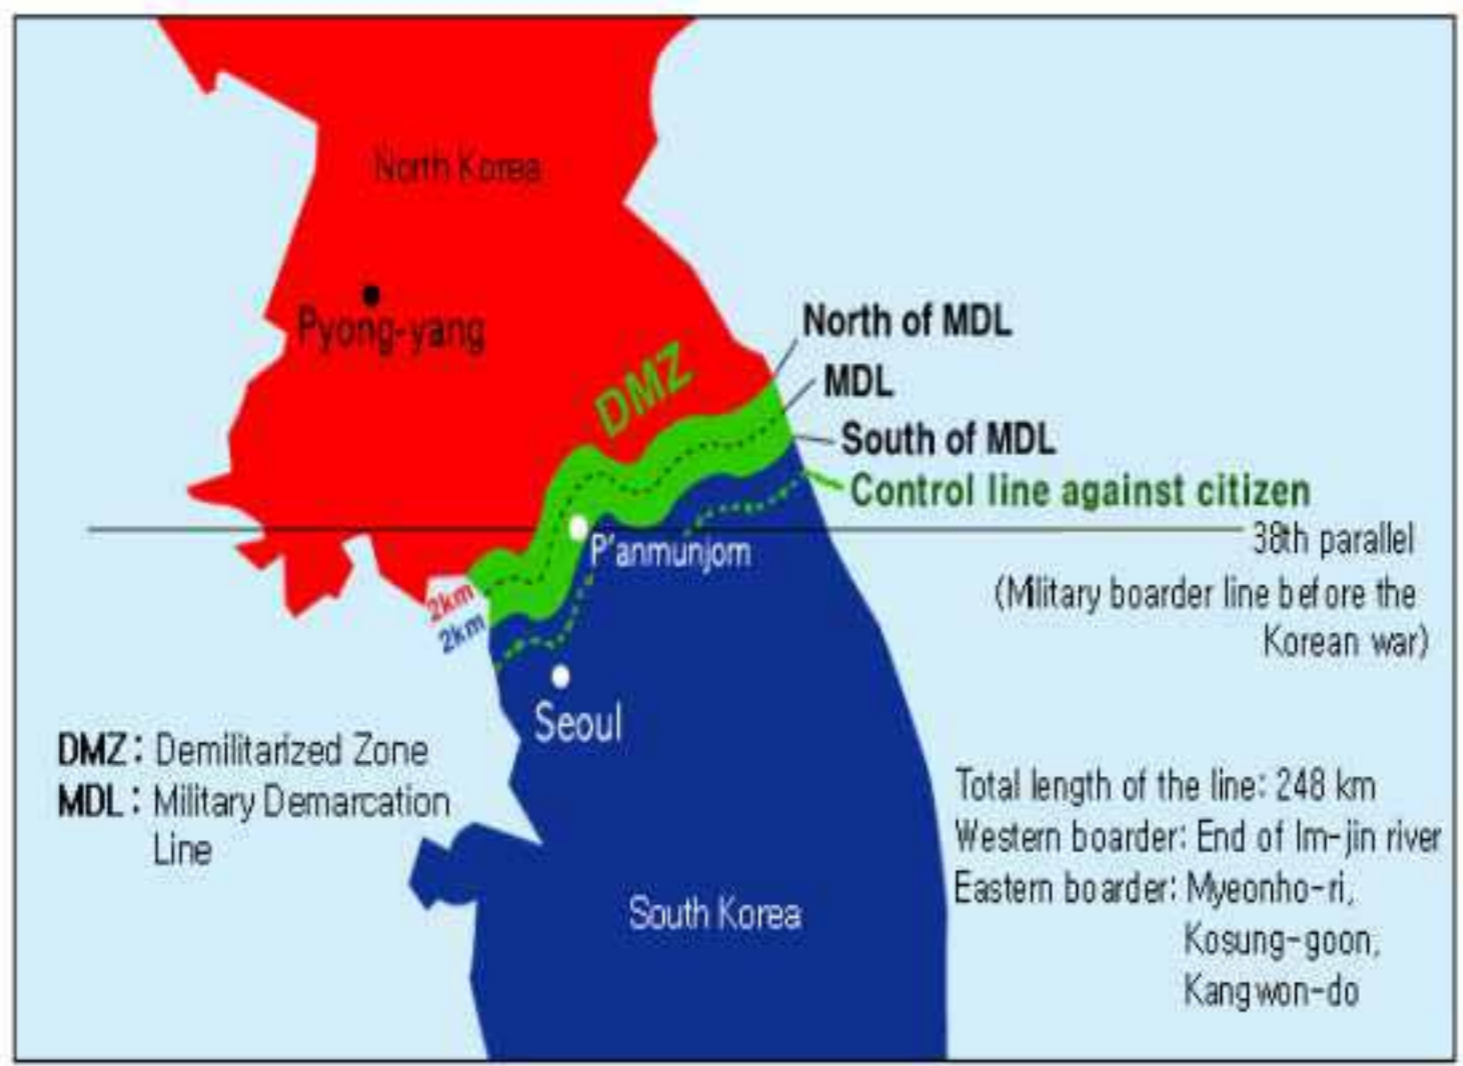 North Korea
Pyong-yang
DMZ
North of MDL
MDL
South of MDL
Control line against citizen
38th parallel
(Military boarder line before the
Korean war)
P'anmunjom
2km
2km
Seoul
DMZ: Demilitarized Zone
MDL: Military Demarcation
Line
South Korea
Total length of the line: 248 km
Western boarder: End of Im-jin river
Eastern boarder: Myeonho-ri,
Kosung-goon,
Kangwon-do